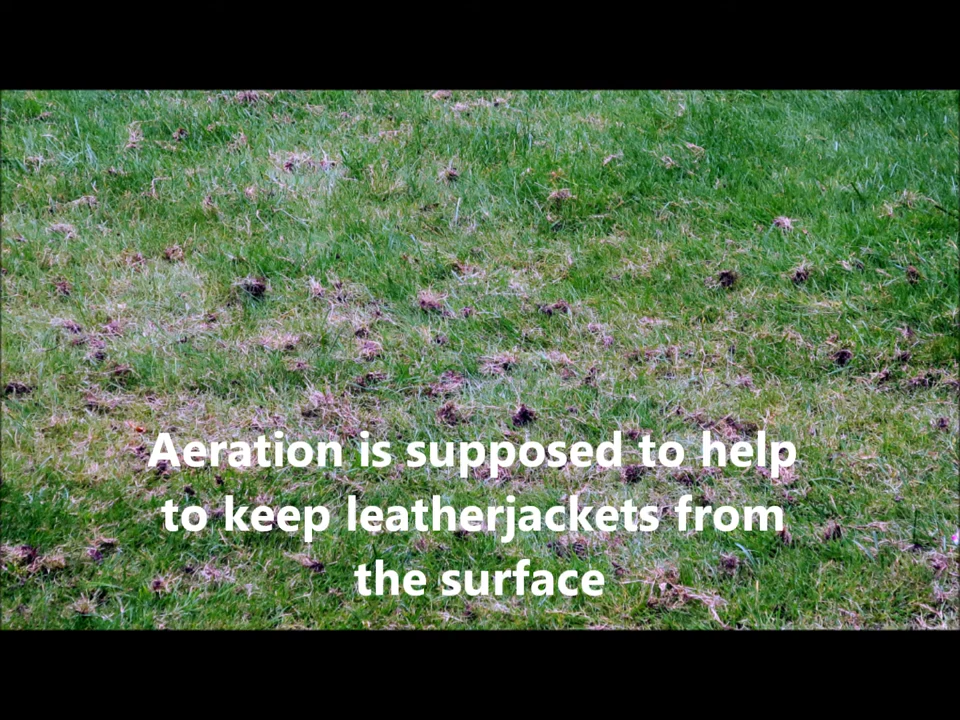 Aeration is supposed to help
to keep leatherjackets from
the surface